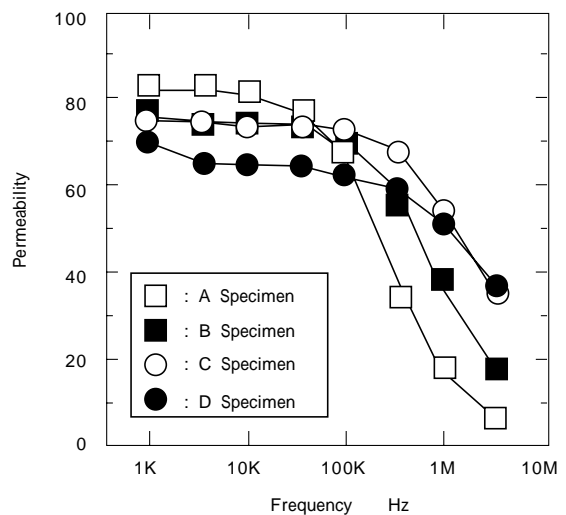 100
80
60
40
20
0
Permeability
: A Specimen
: B Specimen
: C Specimen
: D Specimen
1K 10K 100K 1M 10M
Frequency Hz